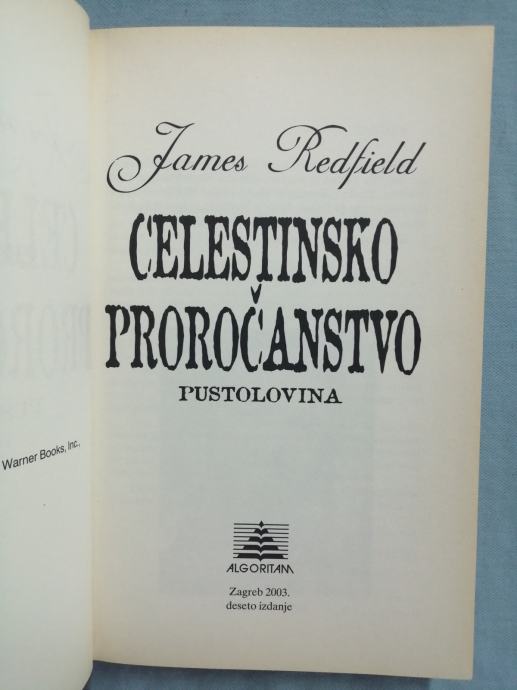 Warner Books, Inc.,
James Redfield
CELESTINSKO
PROROČANSTVO
PUSTOLOVINA
ALGORITAM
Zagreb 2003.
deseto izdanje